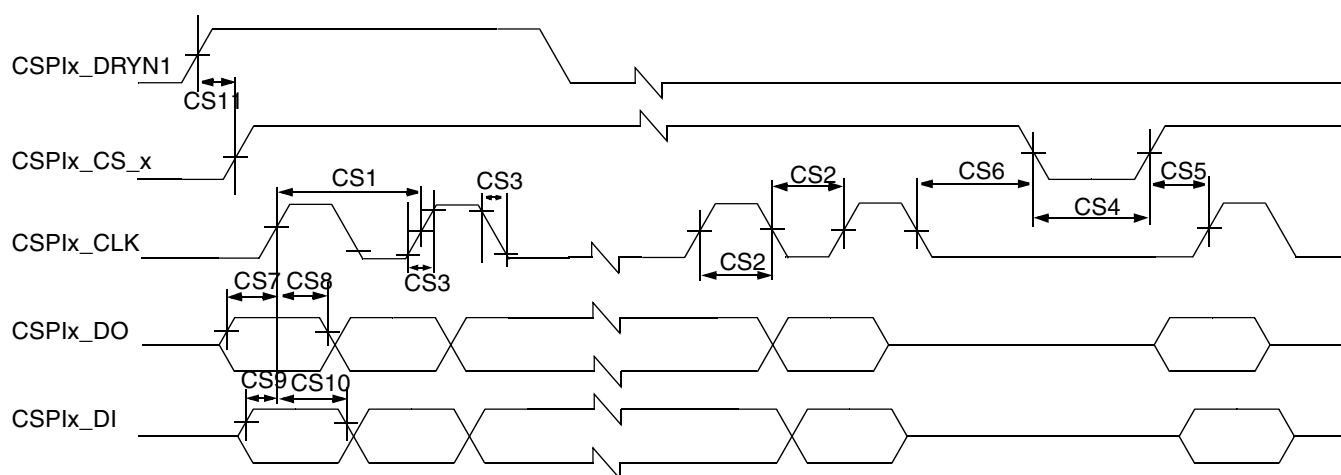 CSPIx_DRYN1
CS11
CSPIx_CS_x
CS1
CS3
CS2
CS6
CS5
CS4
CSPIx_CLK
CS3
CS2
CS7
CS8
CSPIx_DO
CS9
CS10
CSPIx_DI